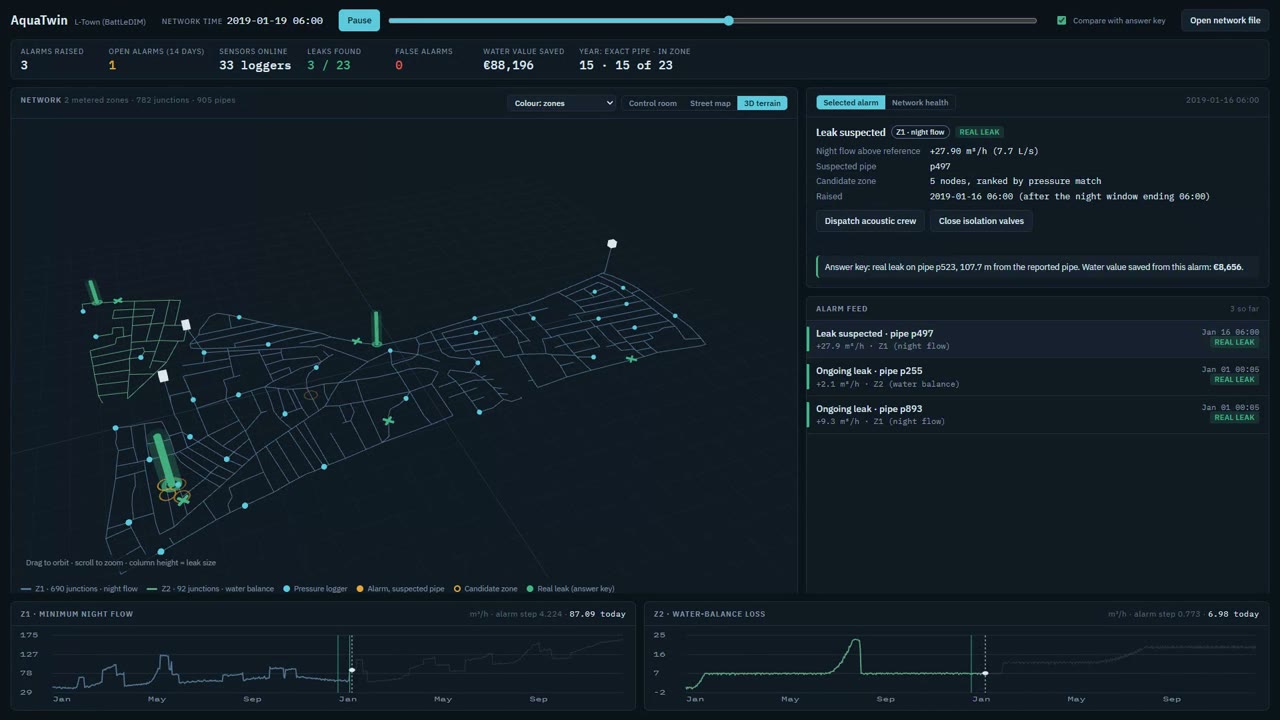 AquaTwin L-Town (BattLeDIM) NETWORK TIME 2019-01-19 06:00 Pause Compare with answer key Open network file
ALARMS RAISED OPEN ALARMS (14 DAYS) SENSORS ONLINE LEAKS FOUND FALSE ALARMS WATER VALUE SAVED YEAR: EXACT PIPE · IN ZONE
3 1 33 loggers 3 / 23 0 €88,196 15 · 15 of 23
NETWORK 2 metered zones · 782 junctions · 905 pipes Colour: zones Control room Street map 3D terrain
Drag to orbit · scroll to zoom · column height = leak size
Z1 · 690 junctions · night flow Z2 · 92 junctions · water balance Pressure logger Alarm, suspected pipe Candidate zone Real leak (answer key)
Selected alarm Network health 2019-01-16 06:00
Leak suspected Z1 · night flow REAL LEAK
Night flow above reference +27.90 m³/h (7.7 L/s)
Suspected pipe p497
Candidate zone 5 nodes, ranked by pressure match
Raised 2019-01-16 06:00 (after the night window ending 06:00)
Dispatch acoustic crew Close isolation valves
Answer key: real leak on pipe p523, 107.7 m from the reported pipe. Water value saved from this alarm: €8,656.
ALARM FEED 3 so far
Leak suspected · pipe p497 Jan 16 06:00
+27.9 m³/h · Z1 (night flow) REAL LEAK
Ongoing leak · pipe p255 Jan 01 00:05
+2.1 m³/h · Z2 (water balance) REAL LEAK
Ongoing leak · pipe p893 Jan 01 00:05
+9.3 m³/h · Z1 (night flow) REAL LEAK
Z1 · MINIMUM NIGHT FLOW m³/h · alarm step 4.224 · 87.09 today
175
127
78
29
Jan May Sep Jan May Sep
Z2 · WATER-BALANCE LOSS m³/h · alarm step 0.773 · 6.98 today
25
16
7
-2
Jan May Sep Jan May Sep